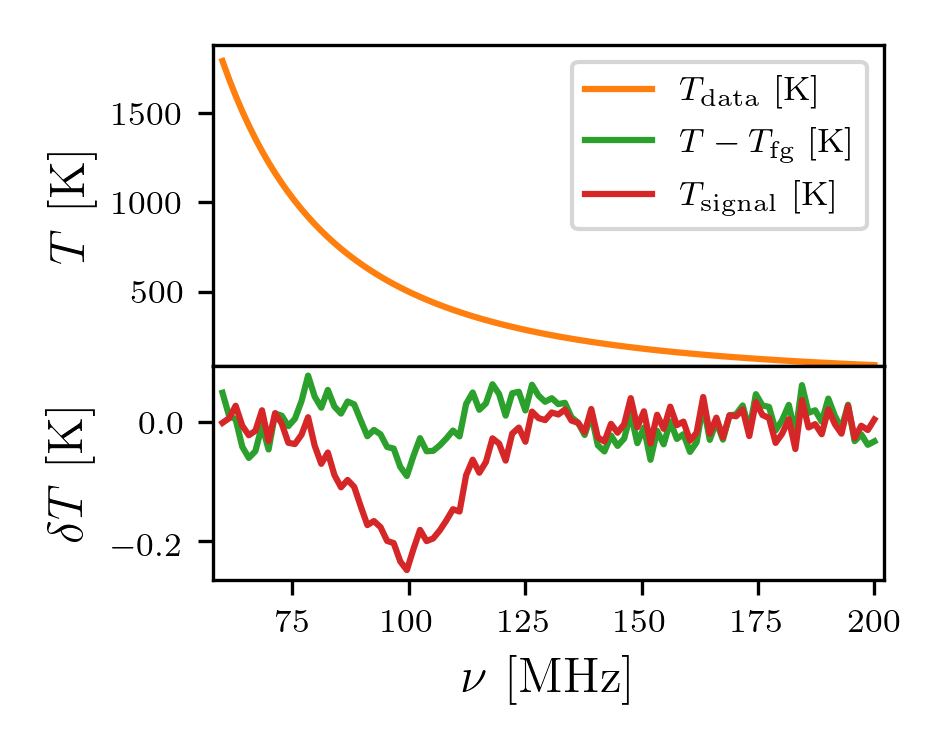 T [K]
1500
1000
500
T_data [K]
T − T_fg [K]
T_signal [K]
δT [K]
0.0
−0.2
75 100 125 150 175 200
ν [MHz]